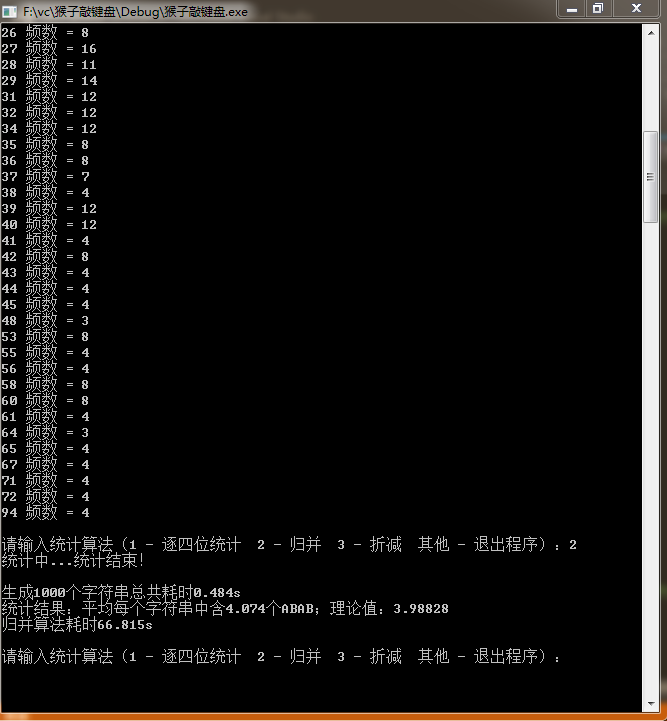 F:\vc\猴子敲键盘\Debug\猴子敲键盘.exe
26 频数 = 8
27 频数 = 16
28 频数 = 11
29 频数 = 14
31 频数 = 12
32 频数 = 12
34 频数 = 12
35 频数 = 8
36 频数 = 8
37 频数 = 7
38 频数 = 4
39 频数 = 12
40 频数 = 12
41 频数 = 4
42 频数 = 8
43 频数 = 4
44 频数 = 4
45 频数 = 4
48 频数 = 3
53 频数 = 8
55 频数 = 4
56 频数 = 4
58 频数 = 8
60 频数 = 8
61 频数 = 4
64 频数 = 3
65 频数 = 4
67 频数 = 4
71 频数 = 4
72 频数 = 4
94 频数 = 4
请输入统计算法（1 - 逐四位统计  2 - 归并  3 - 折减  其他 - 退出程序）：2
统计中...统计结束！
生成1000个字符串总共耗时0.484s
统计结果：平均每个字符串中含4.074个ABAB；理论值：3.98828
归并算法耗时66.815s
请输入统计算法（1 - 逐四位统计  2 - 归并  3 - 折减  其他 - 退出程序）：